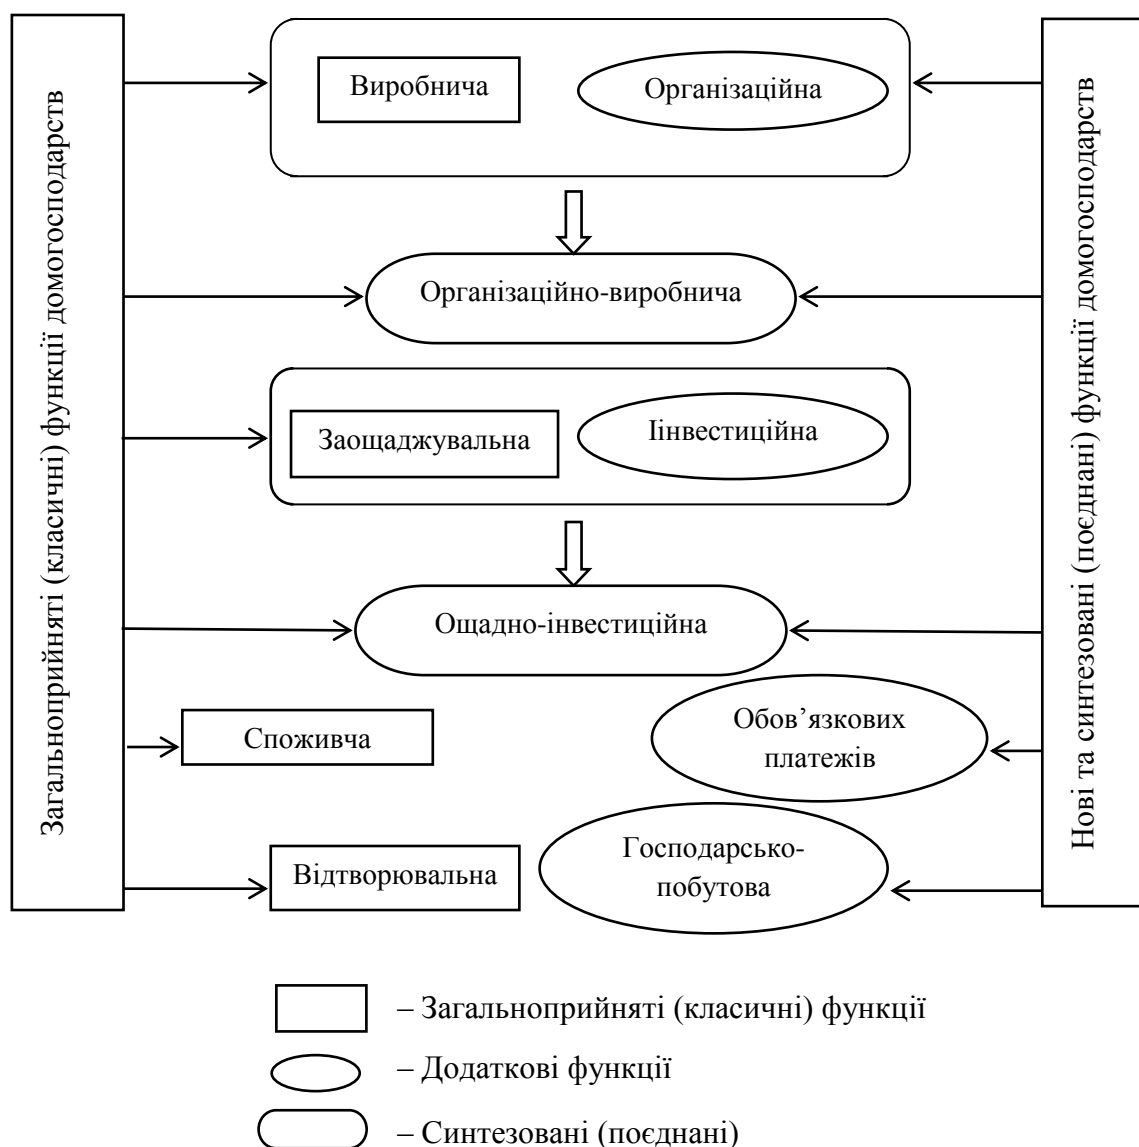 Загальноприйняті (класичні) функції домогосподарств
Виробнича
Організаційна
Організаційно-виробнича
Заощаджувальна
Іінвестиційна
Ощадно-інвестиційна
Споживча
Обов’язкових
платежів
Відтворювальна
Господарсько-
побутова
Нові та синтезовані (поєднані) функції домогосподарств
– Загальноприйняті (класичні) функції
– Додаткові функції
– Синтезовані (поєднані)